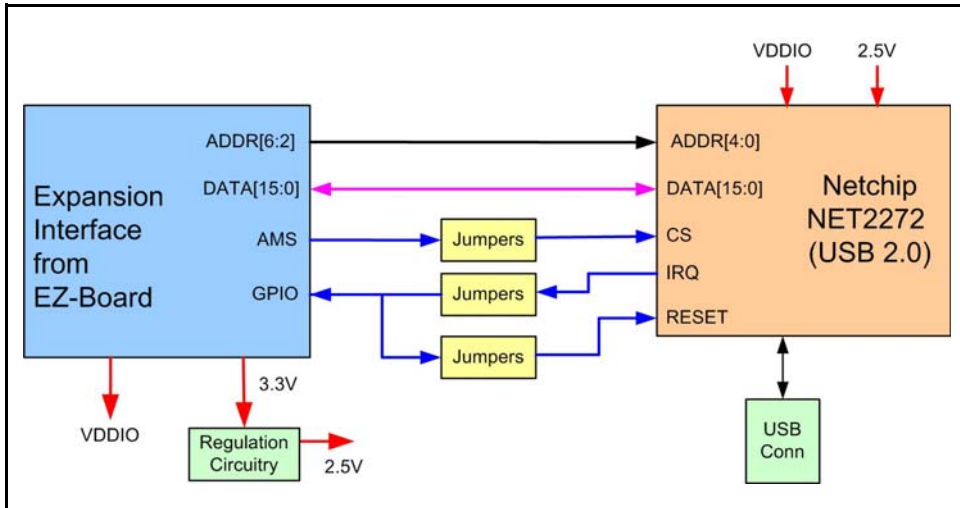 VDDIO
2.5V
Expansion
Interface
from
EZ-Board
ADDR[6:2]
DATA[15:0]
AMS
GPIO
Jumpers
Jumpers
Jumpers
ADDR[4:0]
DATA[15:0]
CS
IRQ
RESET
Netchip
NET2272
(USB 2.0)
3.3V
VDDIO
Regulation
Circuitry
2.5V
USB
Conn